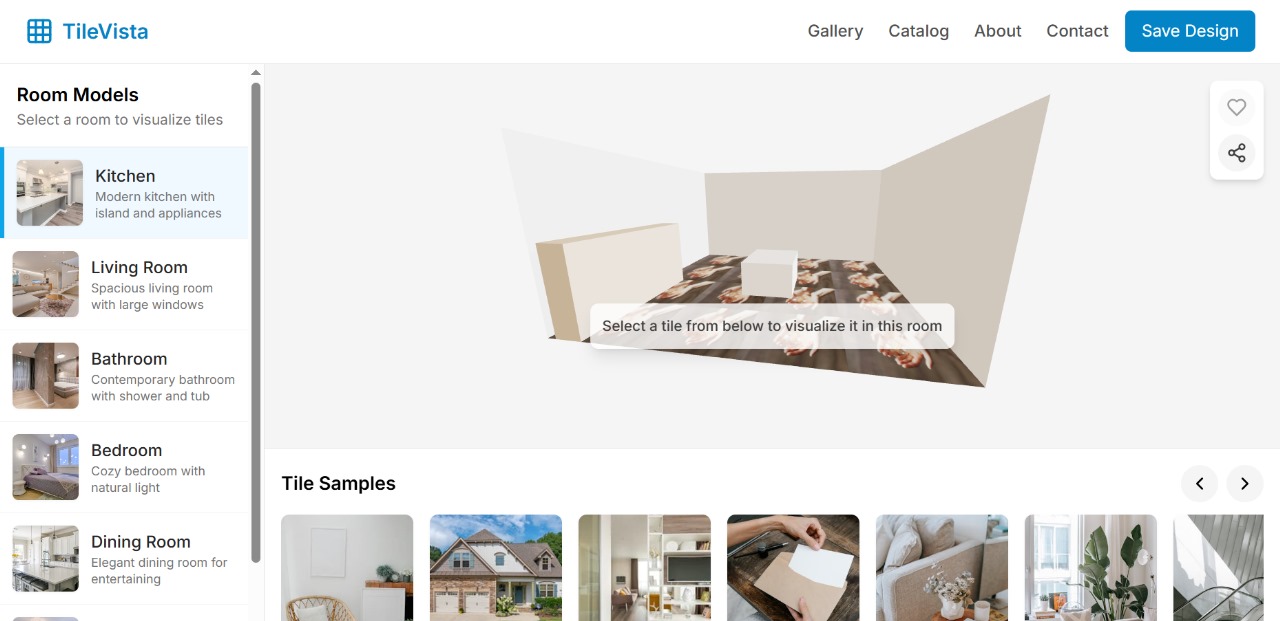 TileVista
Gallery
Catalog
About
Contact
Save Design
Room Models
Select a room to visualize tiles
Kitchen
Modern kitchen with
island and appliances
Living Room
Spacious living room
with large windows
Bathroom
Contemporary bathroom
with shower and tub
Bedroom
Cozy bedroom with
natural light
Dining Room
Elegant dining room for
entertaining
Select a tile from below to visualize it in this room
Tile Samples